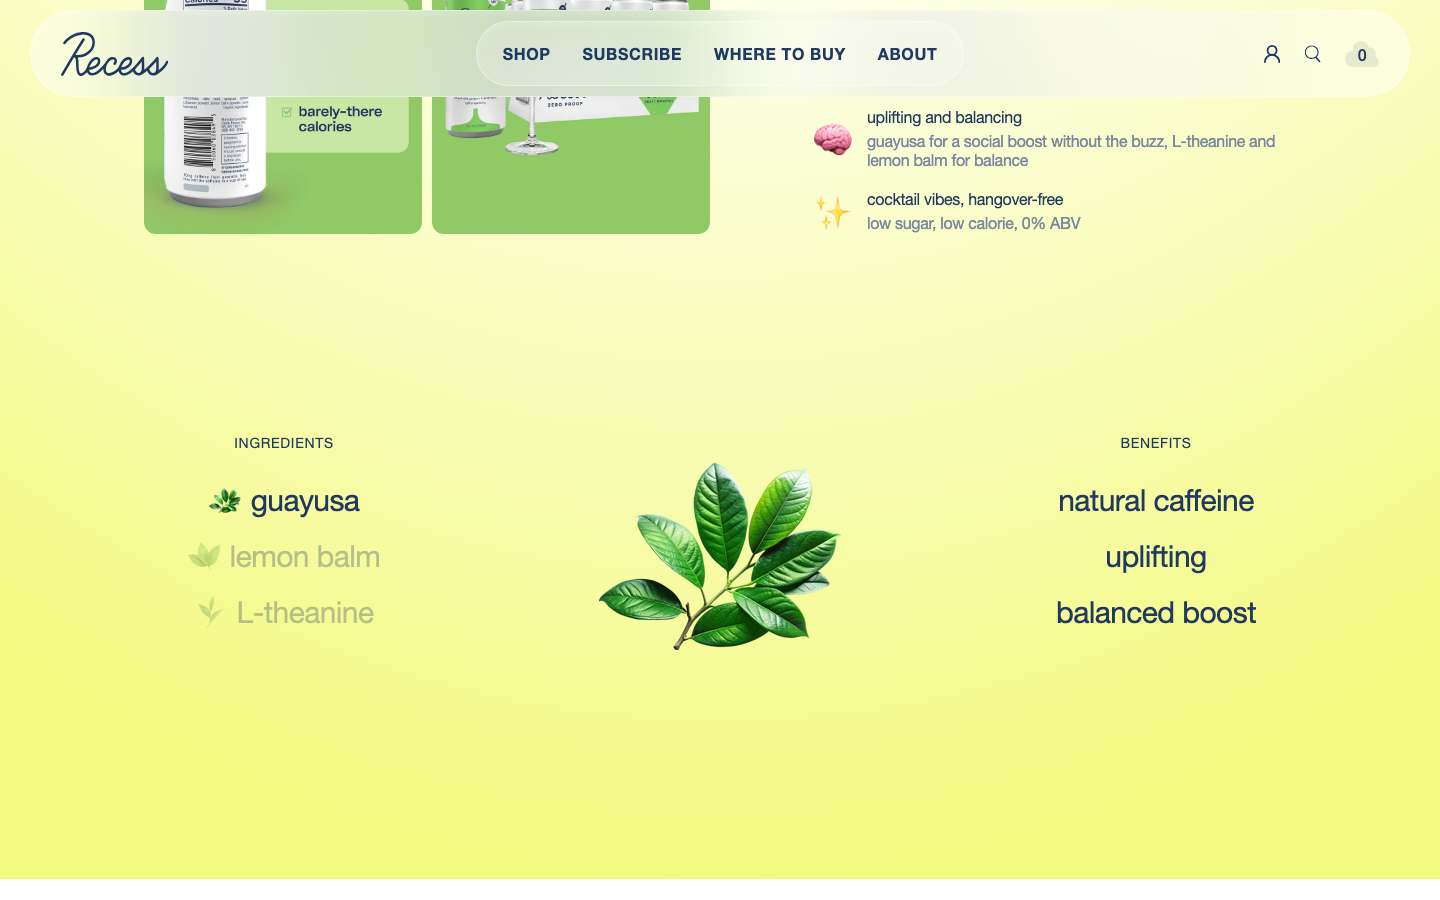 Recess
SHOP
SUBSCRIBE
WHERE TO BUY
ABOUT
0
barely-there
calories
ZERO PROOF
uplifting and balancing
guayusa for a social boost without the buzz, L-theanine and
lemon balm for balance
cocktail vibes, hangover-free
low sugar, low calorie, 0% ABV
INGREDIENTS
guayusa
lemon balm
L-theanine
BENEFITS
natural caffeine
uplifting
balanced boost